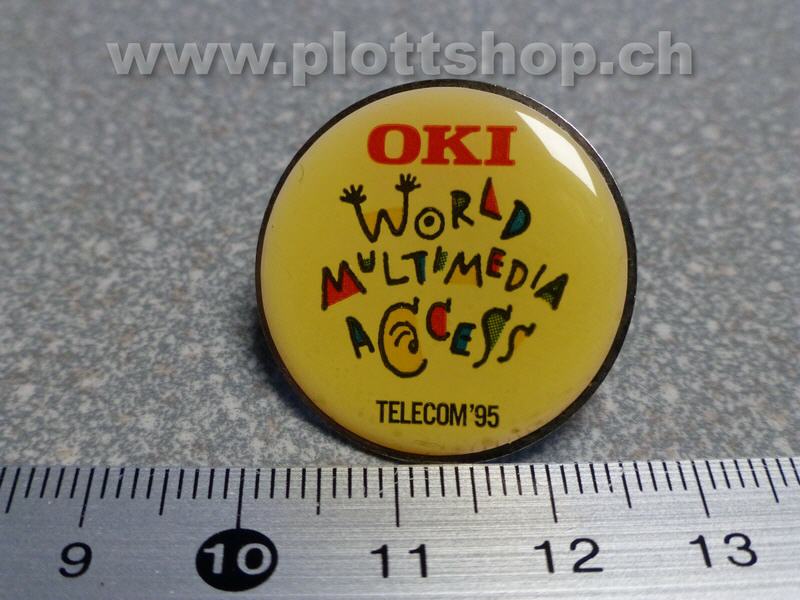 www.plottshop.ch
OKI
WORLD
MULTIMEDIA
ACCESS
TELECOM'95
9 10 11 12 13